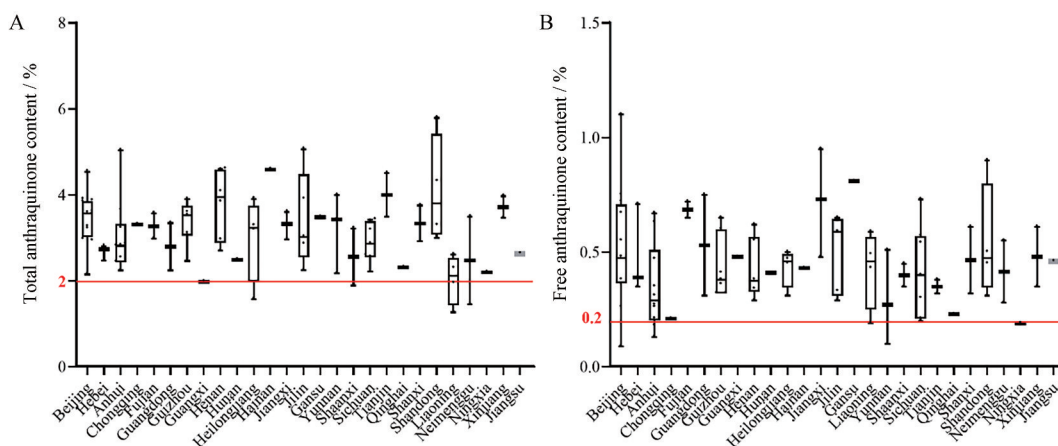 A
Total anthraquinone content / %
8
6
4
2
0
Beijing
Hebei
Anhui
Chongqing
Fujian
Guangdong
Guizhou
Guangxi
Henan
Hunan
Heilongjiang
Hainan
Jiangxi
Jilin
Gansu
Yunnan
Shaanxi
Sichuan
Tianjin
Qinghai
Shanxi
Shandong
Liaoning
Neimenggu
Ningxia
Xinjiang
Jiangsu
B
Free anthraquinone content / %
1.5
1.0
0.5
0.2
0
Beijing
Hebei
Anhui
Chongqing
Fujian
Guangdong
Guizhou
Guangxi
Henan
Hunan
Heilongjiang
Hainan
Jiangxi
Jilin
Gansu
Liaoning
Yunnan
Shaanxi
Sichuan
Tianjin
Qinghai
Shanxi
Shandong
Neimenggu
Ningxia
Xinjiang
Jiangsu